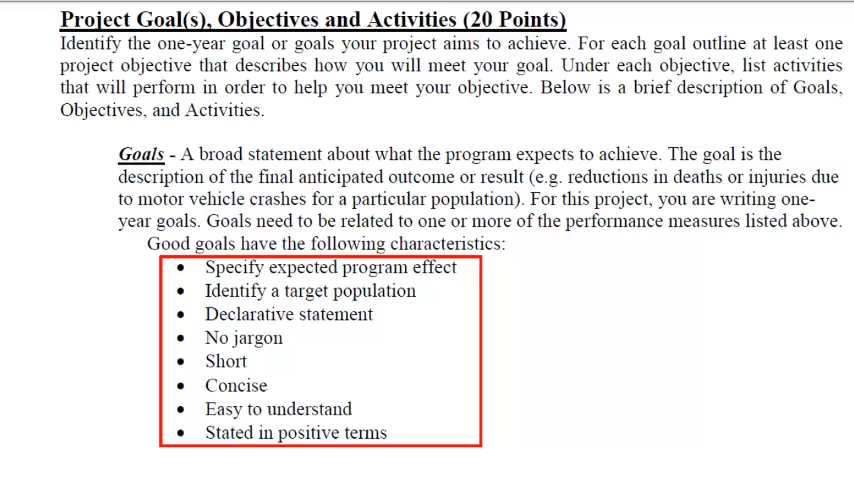 Project Goal(s), Objectives and Activities (20 Points)
Identify the one-year goal or goals your project aims to achieve. For each goal outline at least one
project objective that describes how you will meet your goal. Under each objective, list activities
that will perform in order to help you meet your objective. Below is a brief description of Goals,
Objectives, and Activities.
Goals - A broad statement about what the program expects to achieve. The goal is the
description of the final anticipated outcome or result (e.g. reductions in deaths or injuries due
to motor vehicle crashes for a particular population). For this project, you are writing one-
year goals. Goals need to be related to one or more of the performance measures listed above.
Good goals have the following characteristics:
• Specify expected program effect
• Identify a target population
• Declarative statement
• No jargon
• Short
• Concise
• Easy to understand
• Stated in positive terms